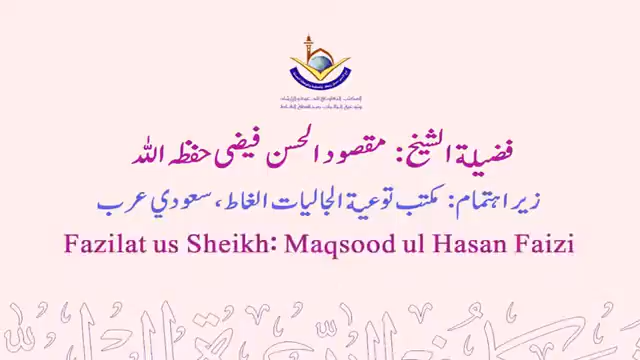 فضیلۃ الشیخ: مقصود الحسن فیضی حفظہ اللہ
زیر اہتمام: مکتب توعیۃ الجالیات الغاط، سعودي عرب
Fazilat us Sheikh: Maqsood ul Hasan Faizi